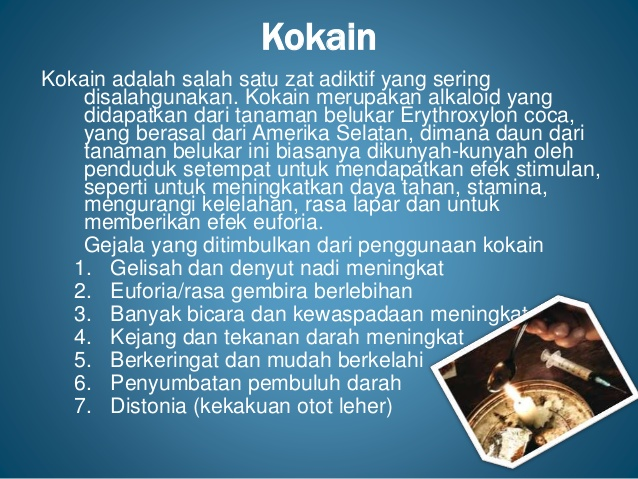 Kokain
Kokain adalah salah satu zat adiktif yang sering
disalahgunakan. Kokain merupakan alkaloid yang
didapatkan dari tanaman belukar Erythroxylon coca,
yang berasal dari Amerika Selatan, dimana daun dari
tanaman belukar ini biasanya dikunyah-kunyah oleh
penduduk setempat untuk mendapatkan efek stimulan,
seperti untuk meningkatkan daya tahan, stamina,
mengurangi kelelahan, rasa lapar dan untuk
memberikan efek euforia.
Gejala yang ditimbulkan dari penggunaan kokain
1. Gelisah dan denyut nadi meningkat
2. Euforia/rasa gembira berlebihan
3. Banyak bicara dan kewaspadaan meningkat
4. Kejang dan tekanan darah meningkat
5. Berkeringat dan mudah berkelahi
6. Penyumbatan pembuluh darah
7. Distonia (kekakuan otot leher)